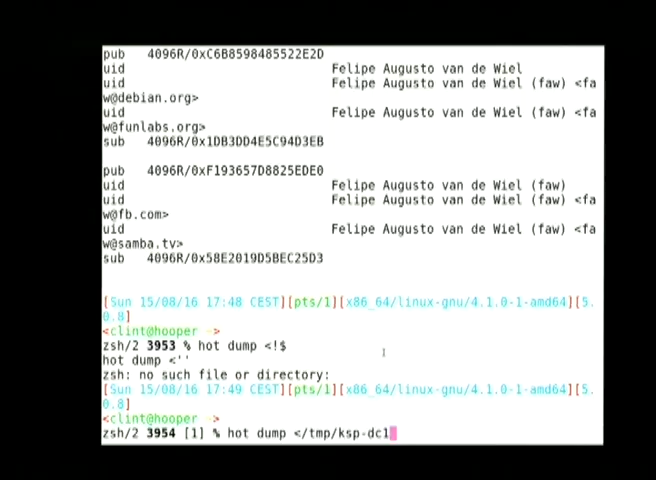 pub   4096R/0xC6B8598485522E2D
uid                            Felipe Augusto van de Wiel
uid                            Felipe Augusto van de Wiel (faw) <fa
w@debian.org>
uid                            Felipe Augusto van de Wiel (faw) <fa
w@funlabs.org>
sub   4096R/0x1DB3DD4E5C94D3EB
pub   4096R/0xF193657D8825EDE0
uid                            Felipe Augusto van de Wiel (faw)
uid                            Felipe Augusto van de Wiel (faw) <fa
w@fb.com>
uid                            Felipe Augusto van de Wiel (faw) <fa
w@samba.tv>
sub   4096R/0x58E2019D5BEC25D3
[Sun 15/08/16 17:48 CEST][pts/1][x86_64/linux-gnu/4.1.0-1-amd64][5.
0.8]
<clint@hooper ~>
zsh/2 3953 % hot dump <!$
hot dump <''
zsh: no such file or directory:
[Sun 15/08/16 17:49 CEST][pts/1][x86_64/linux-gnu/4.1.0-1-amd64][5.
0.8]
<clint@hooper ~>
zsh/2 3954 [1] % hot dump </tmp/ksp-dc1